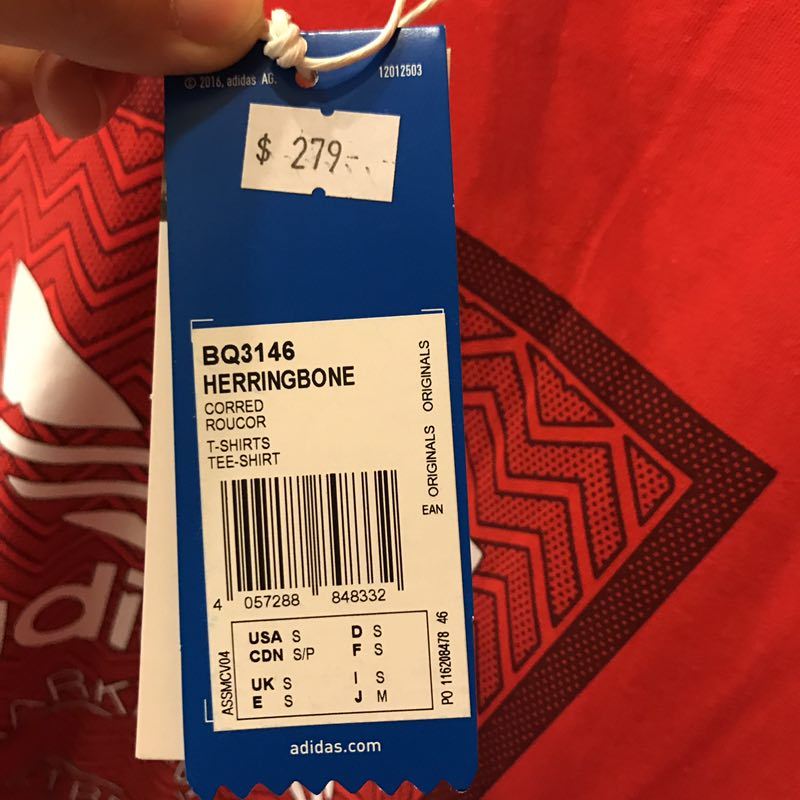 © 2016, adidas AG.
12012503
$ 279-
BQ3146
HERRINGBONE
CORRED
ROUCOR
T-SHIRTS
TEE-SHIRT
ORIGINALS
ORIGINALS
EAN
4 057288 848332
ASSMCV04
USA S D S
CDN S/P F S
UK S I S
E S J M
PO 116208478 46
adidas.com
adi